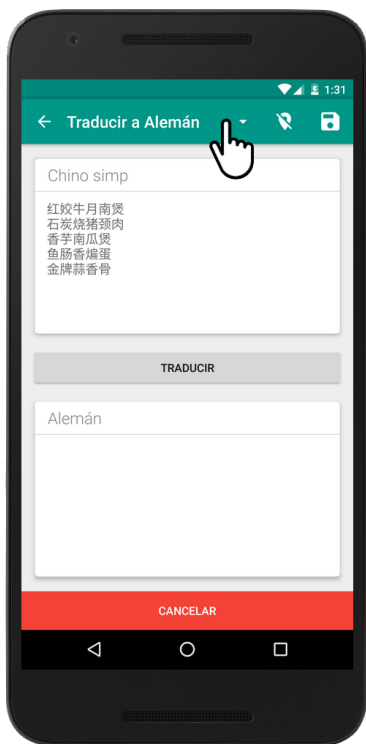 1:31
Traducir a Alemán
Chino simp
红姣牛月南煲
石炭烧猪颈肉
香芋南瓜煲
鱼肠香煸蛋
金牌蒜香骨
TRADUCIR
Alemán
CANCELAR